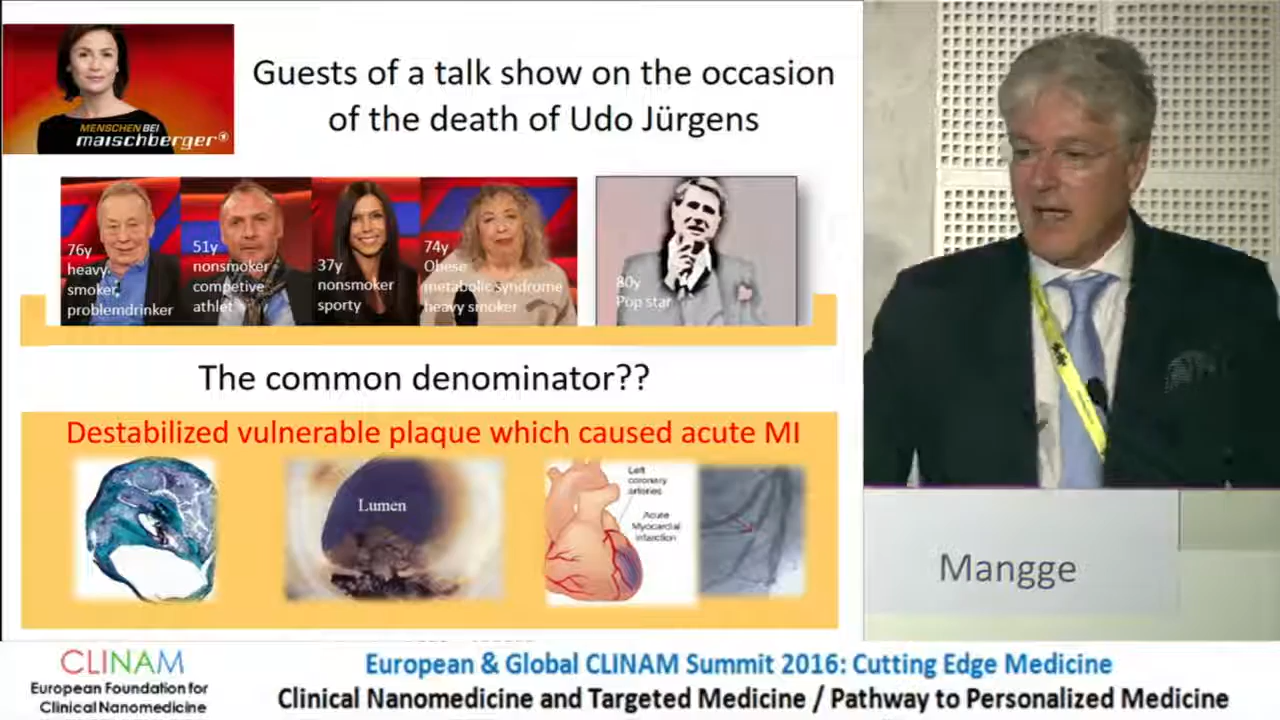 MENSCHEN BEI
maischberger
Guests of a talk show on the occasion
of the death of Udo Jürgens
76y
heavy
smoker,
problemdrinker
51y
nonsmoker
competive
athlet
37y
nonsmoker
sporty
74y
Obese
metabolic syndrome
heavy smoker
80y
Pop star
The common denominator??
Destabilized vulnerable plaque which caused acute MI
Lumen
Left
coronary
arteries
Acute
Myocardial
infarction
Mangge
CLINAM
European Foundation for
Clinical Nanomedicine
European & Global CLINAM Summit 2016: Cutting Edge Medicine
Clinical Nanomedicine and Targeted Medicine / Pathway to Personalized Medicine